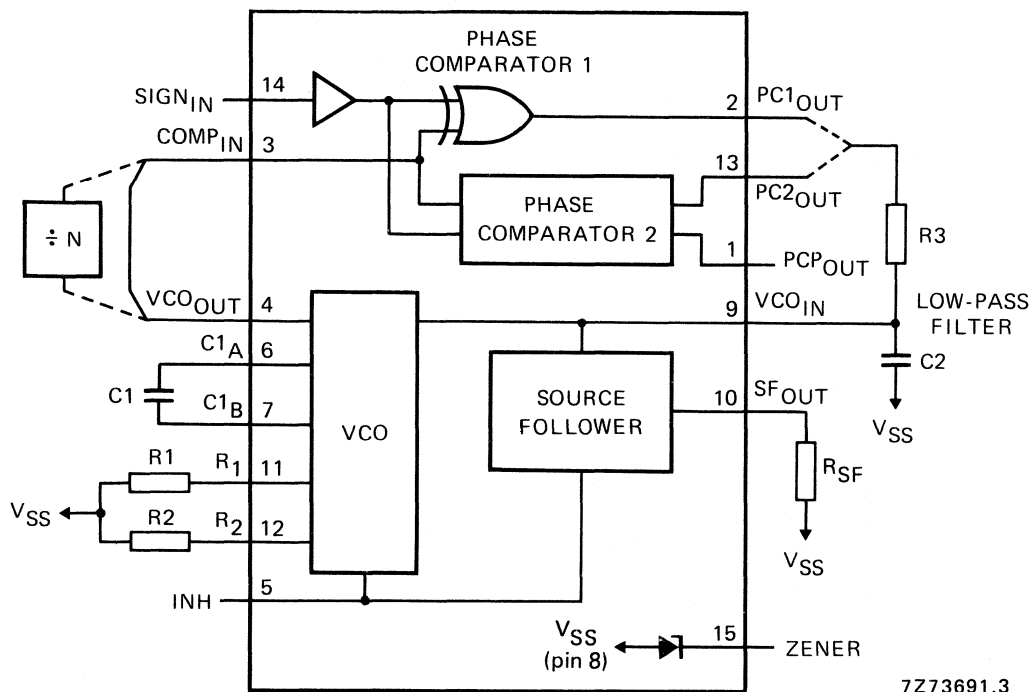 PHASE
COMPARATOR 1
SIGN_IN
14
2
PC1_OUT
COMP_IN
3
13
PC2_OUT
÷ N
PHASE
COMPARATOR 2
1
PCP_OUT
R3
VCO_OUT
4
9
VCO_IN
LOW-PASS
FILTER
C1_A
6
C1
C1_B
7
VCO
SOURCE
FOLLOWER
10
SF_OUT
C2
V_SS
R1
R_1
11
R_SF
V_SS
R2
R_2
12
V_SS
INH
5
V_SS
(pin 8)
15
ZENER
7Z73691.3